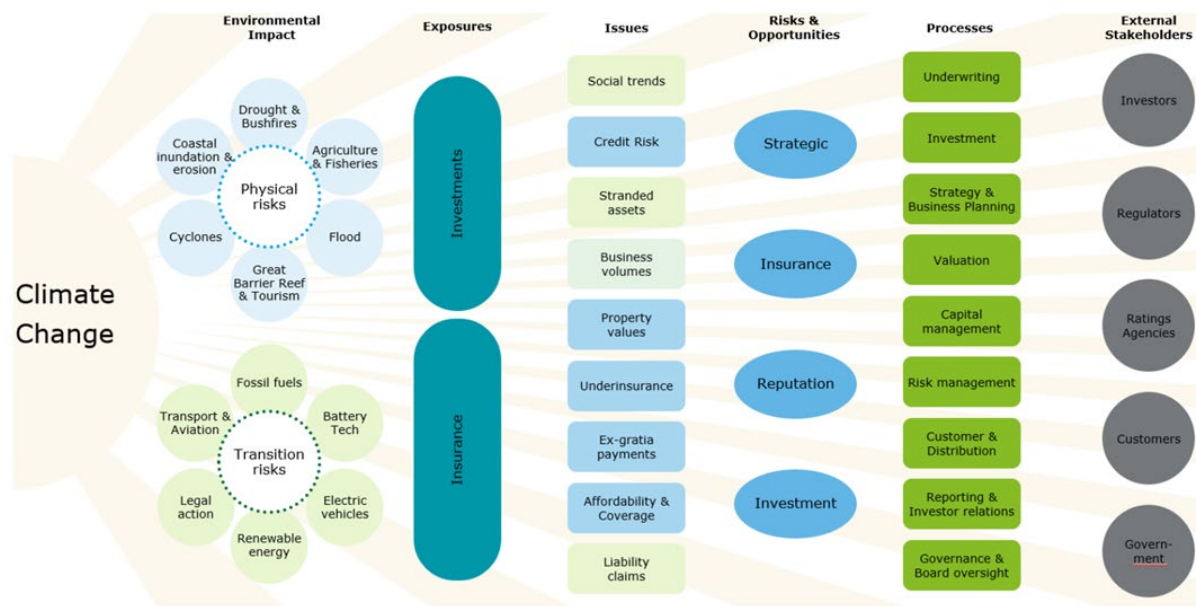 Environmental
Impact
Exposures
Issues
Risks &
Opportunities
Processes
External
Stakeholders
Climate
Change
Drought &
Bushfires
Coastal
inundation &
erosion
Agriculture
& Fisheries
Physical
risks
Cyclones
Flood
Great
Barrier Reef
& Tourism
Fossil fuels
Transport &
Aviation
Battery
Tech
Transition
risks
Legal
action
Electric
vehicles
Renewable
energy
Investments
Insurance
Social trends
Credit Risk
Stranded
assets
Business
volumes
Property
values
Underinsurance
Ex-gratia
payments
Affordability &
Coverage
Liability
claims
Strategic
Insurance
Reputation
Investment
Underwriting
Investment
Strategy &
Business Planning
Valuation
Capital
management
Risk management
Customer &
Distribution
Reporting &
Investor relations
Governance &
Board oversight
Investors
Regulators
Ratings
Agencies
Customers
Govern-
ment